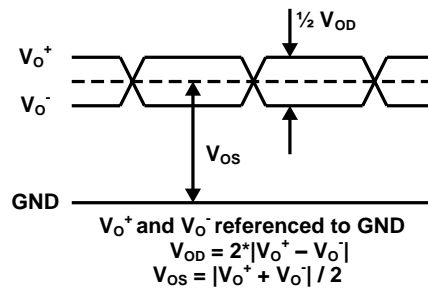 ½ V_OD
V_O^+
V_O^-
V_OS
GND
V_O^+ and V_O^- referenced to GND
V_OD = 2*|V_O^+ – V_O^-|
V_OS = |V_O^+ + V_O^-| / 2